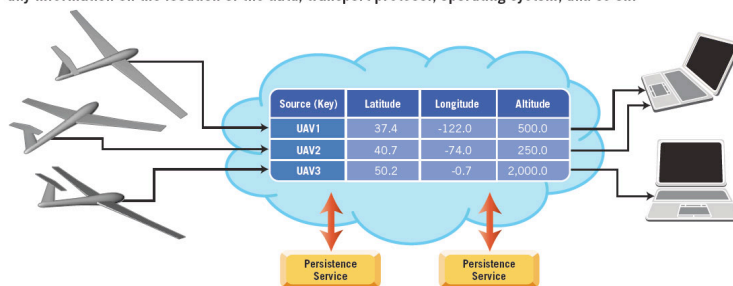 any information on the location of the data, transport protocol, operating system, and so on.
Source (Key) Latitude Longitude Altitude
UAV1 37.4 -122.0 500.0
UAV2 40.7 -74.0 250.0
UAV3 50.2 -0.7 2,000.0
Persistence
Service
Persistence
Service